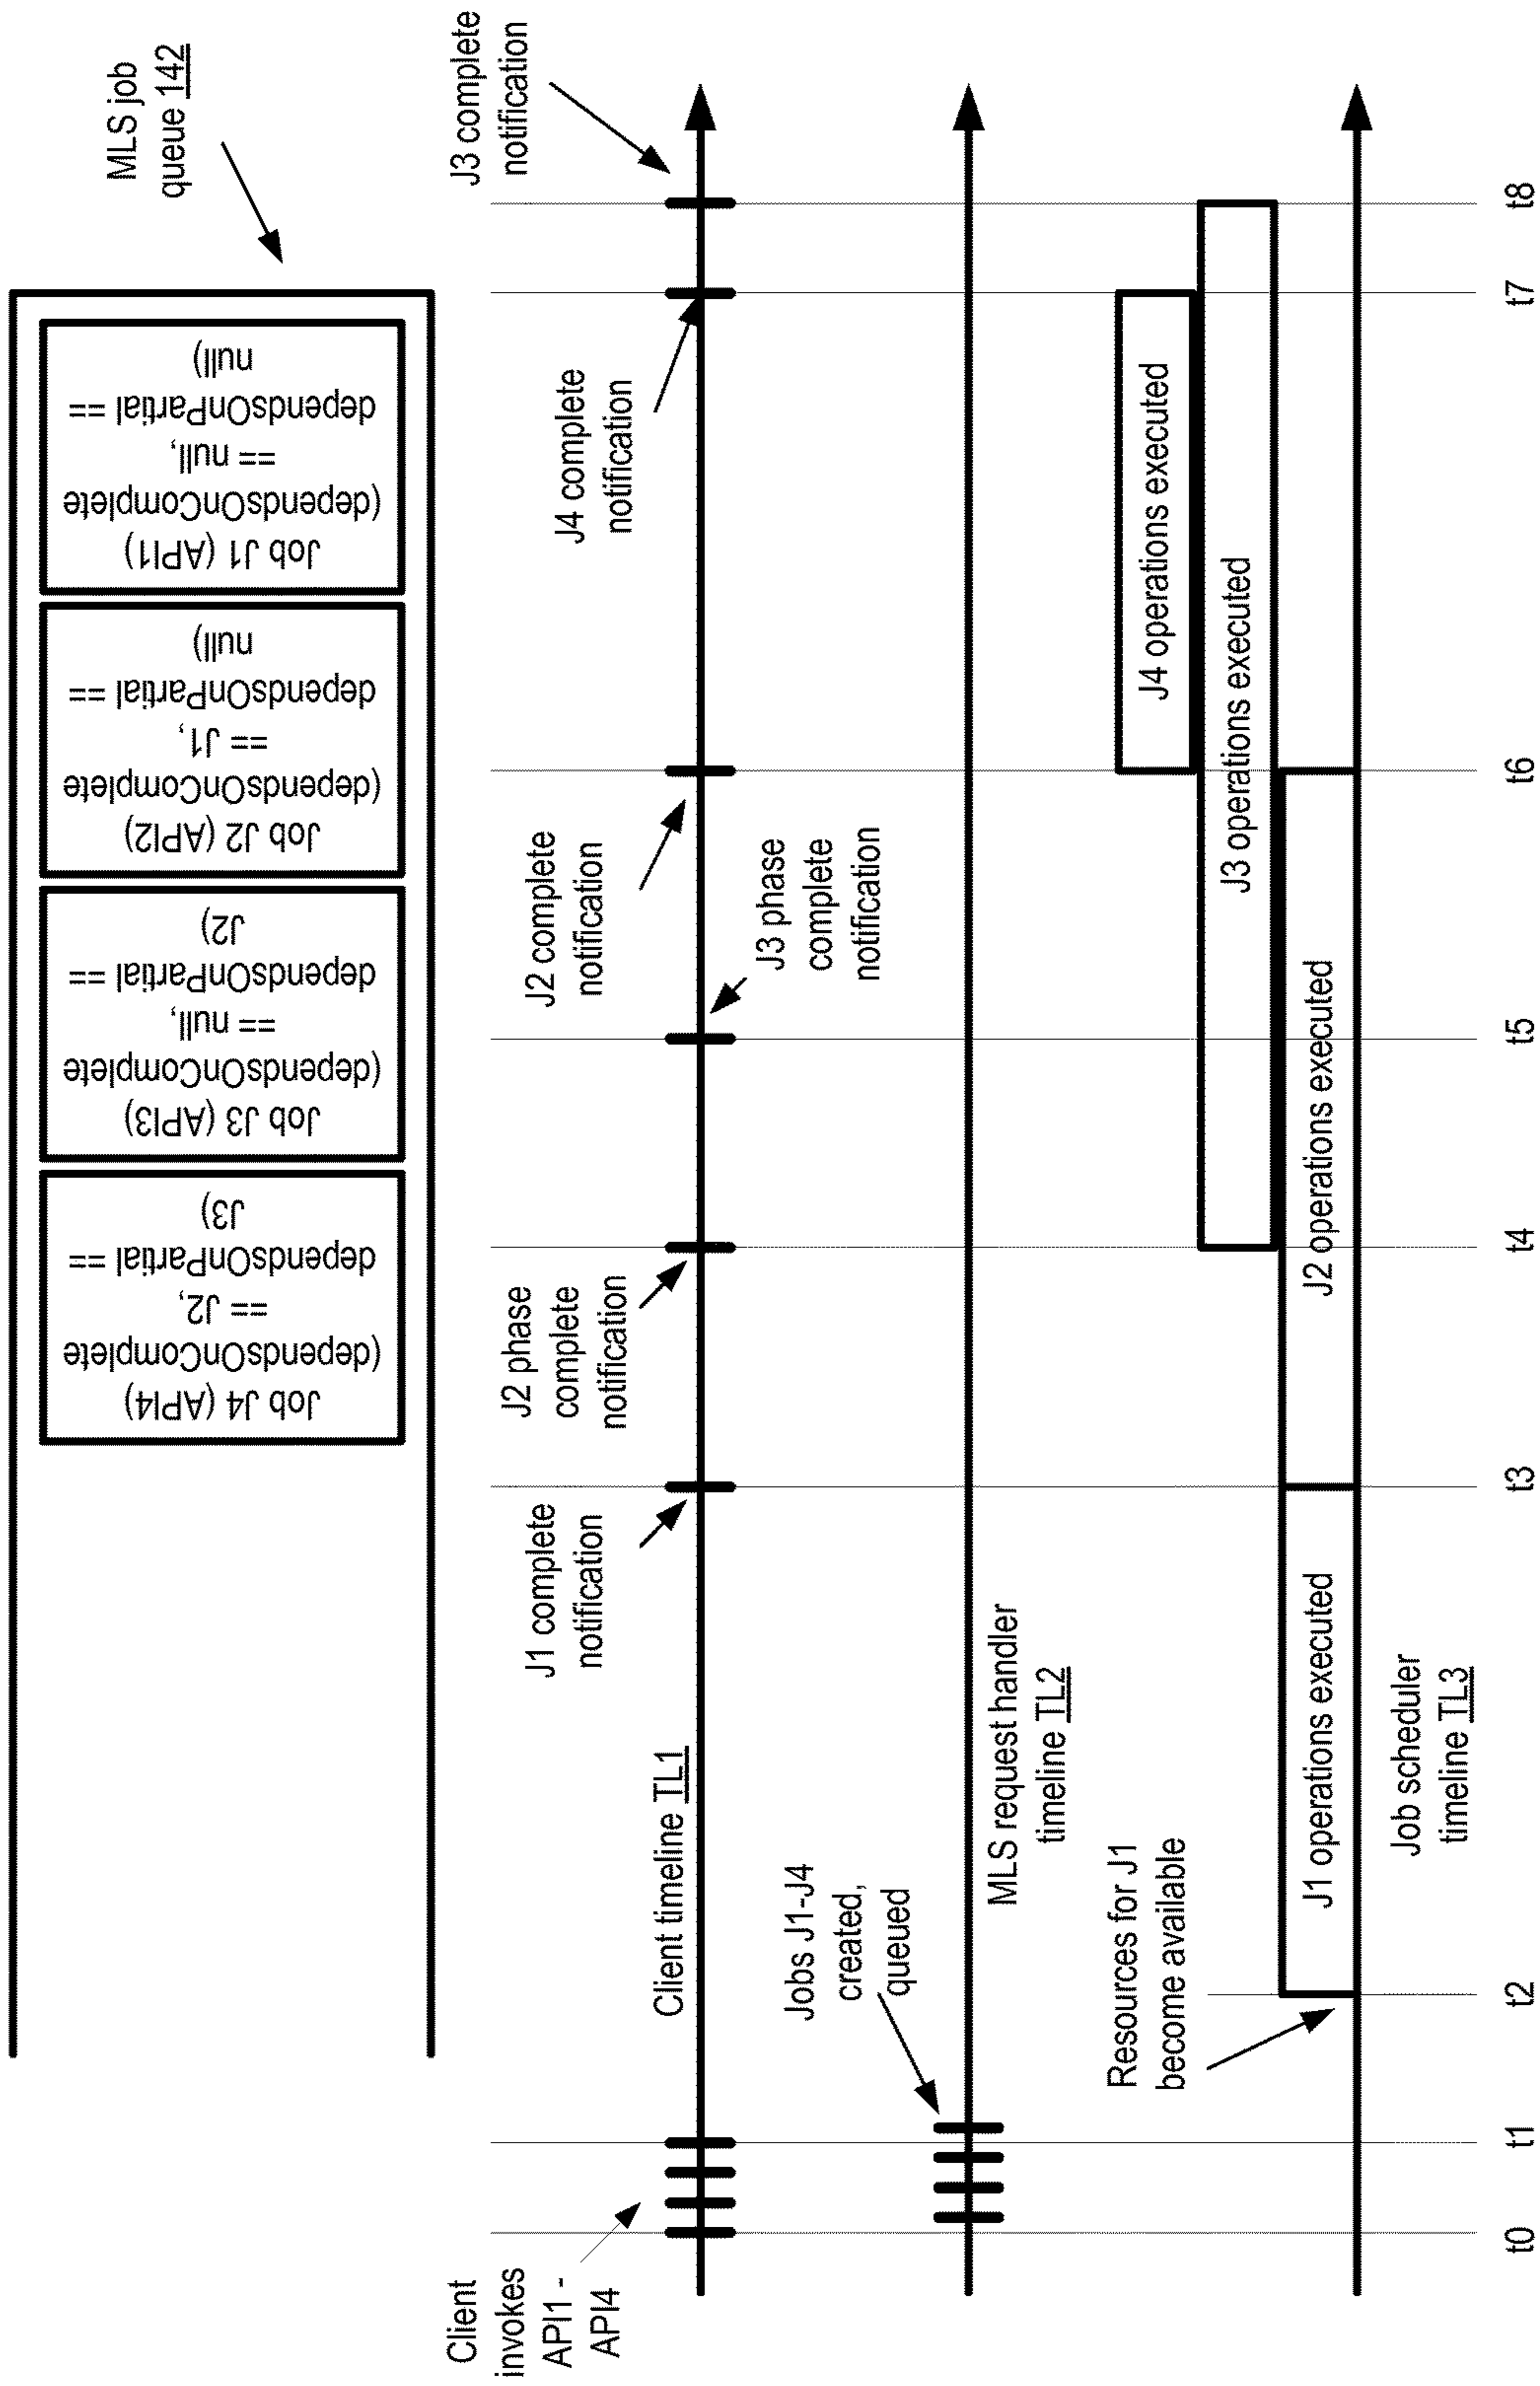 MLS job
queue 142
Job J4 (API4)
(dependsOnComplete
== J2,
dependsOnPartial ==
J3)
Job J3 (API3)
(dependsOnComplete
== null,
dependsOnPartial ==
J2)
Job J2 (API2)
(dependsOnComplete
== J1,
dependsOnPartial ==
null)
Job J1 (API1)
(dependsOnComplete
== null,
dependsOnPartial ==
null)
Client
invokes
API1 -
API4
J1 complete
notification
J2 phase
complete
notification
J2 complete
notification
J3 phase
complete
notification
J4 complete
notification
J3 complete
notification
Client timeline TL1
Jobs J1-J4
created,
queued
MLS request handler
timeline TL2
Resources for J1
become available
J4 operations executed
J3 operations executed
J1 operations executed
J2 operations executed
Job scheduler
timeline TL3
t0
t1
t2
t3
t4
t5
t6
t7
t8